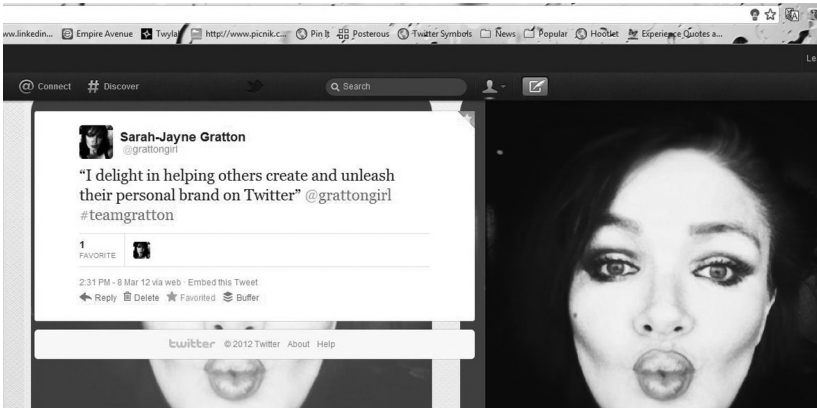 ww.linkedin... Empire Avenue Twylah http://www.picnik.c... Pin It Posterous Twitter Symbols News Popular Hootlet Experience Quotes a...
Le
@ Connect # Discover Search
Sarah-Jayne Gratton
@grattongirl
“I delight in helping others create and unleash
their personal brand on Twitter” @grattongirl
#teamgratton
1
FAVORITE
2:31 PM - 8 Mar 12 via web · Embed this Tweet
Reply Delete Favorited Buffer
twitter © 2012 Twitter About Help